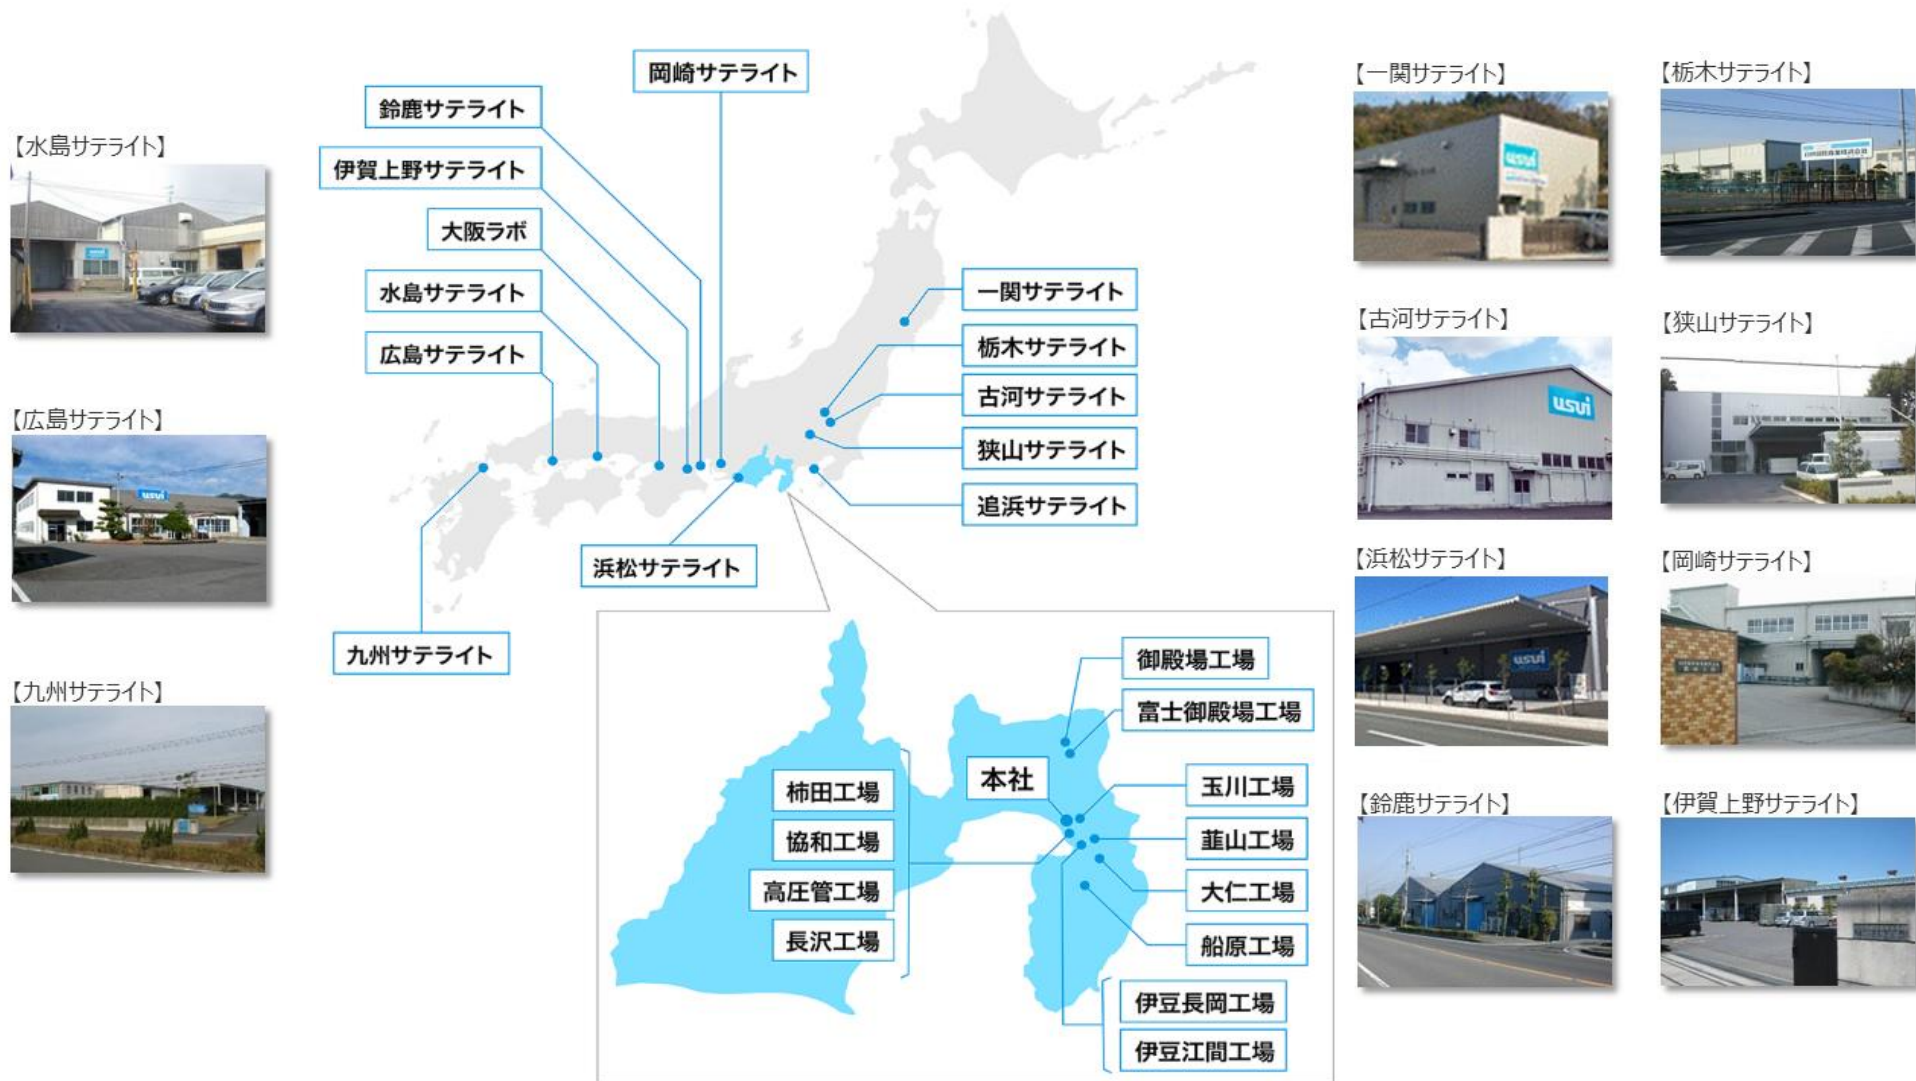 【水島サテライト】
usui
【広島サテライト】
usui
【九州サテライト】
岡崎サテライト
鈴鹿サテライト
伊賀上野サテライト
大阪ラボ
水島サテライト
広島サテライト
一関サテライト
栃木サテライト
古河サテライト
狭山サテライト
追浜サテライト
浜松サテライト
九州サテライト
御殿場工場
富士御殿場工場
本社
玉川工場
韮山工場
大仁工場
船原工場
伊豆長岡工場
伊豆江間工場
柿田工場
協和工場
高圧管工場
長沢工場
【一関サテライト】
usui
【栃木サテライト】
【古河サテライト】
usui
【狭山サテライト】
【浜松サテライト】
usui
【岡崎サテライト】
【鈴鹿サテライト】
【伊賀上野サテライト】